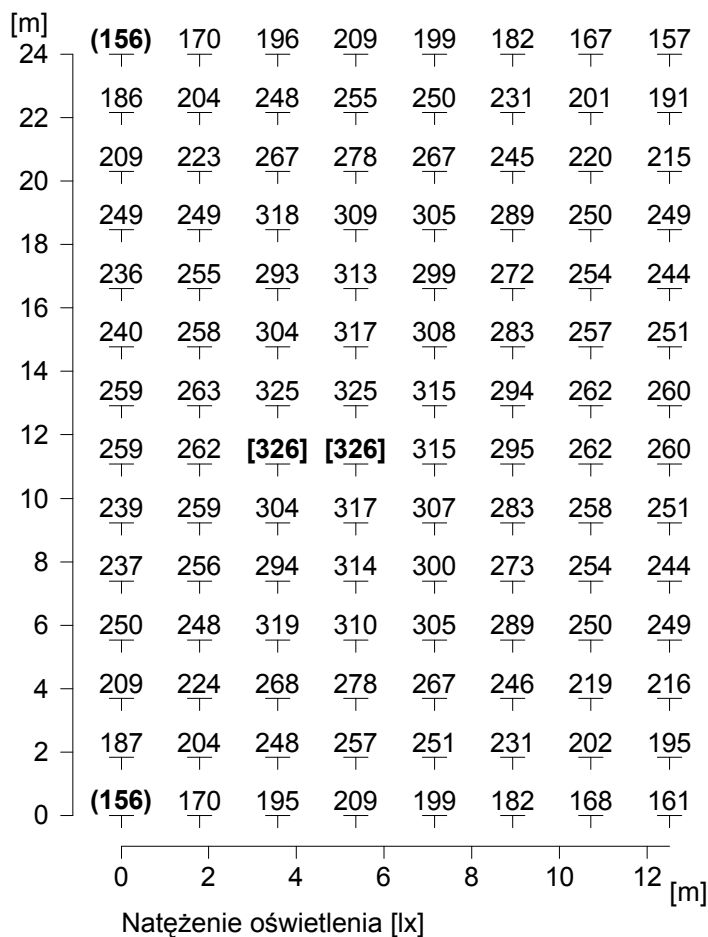 [m]
24 (156) 170 196 209 199 182 167 157
22 186 204 248 255 250 231 201 191
20 209 223 267 278 267 245 220 215
18 249 249 318 309 305 289 250 249
16 236 255 293 313 299 272 254 244
14 240 258 304 317 308 283 257 251
259 263 325 325 315 294 262 260
12 259 262 [326] [326] 315 295 262 260
10 239 259 304 317 307 283 258 251
8 237 256 294 314 300 273 254 244
6 250 248 319 310 305 289 250 249
4 209 224 268 278 267 246 219 216
2 187 204 248 257 251 231 202 195
0 (156) 170 195 209 199 182 168 161
0 2 4 6 8 10 12 [m]
Natężenie oświetlenia [lx]